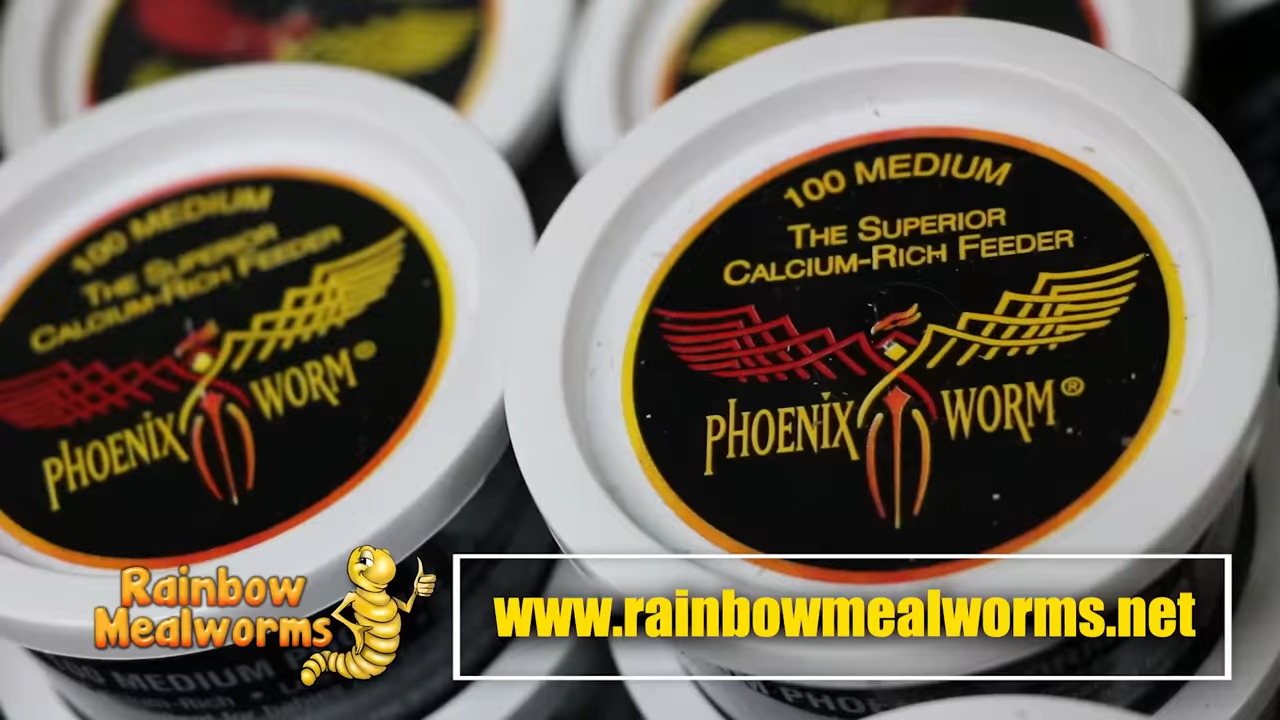 100 MEDIUM
THE SUPERIOR
CALCIUM-RICH FEEDER
PHOENIX WORM®
100 MEDIUM
THE SUPERIOR
CALCIUM-RICH FEEDER
PHOENIX WORM®
100 MEDIUM
Rainbow
Mealworms
www.rainbowmealworms.net